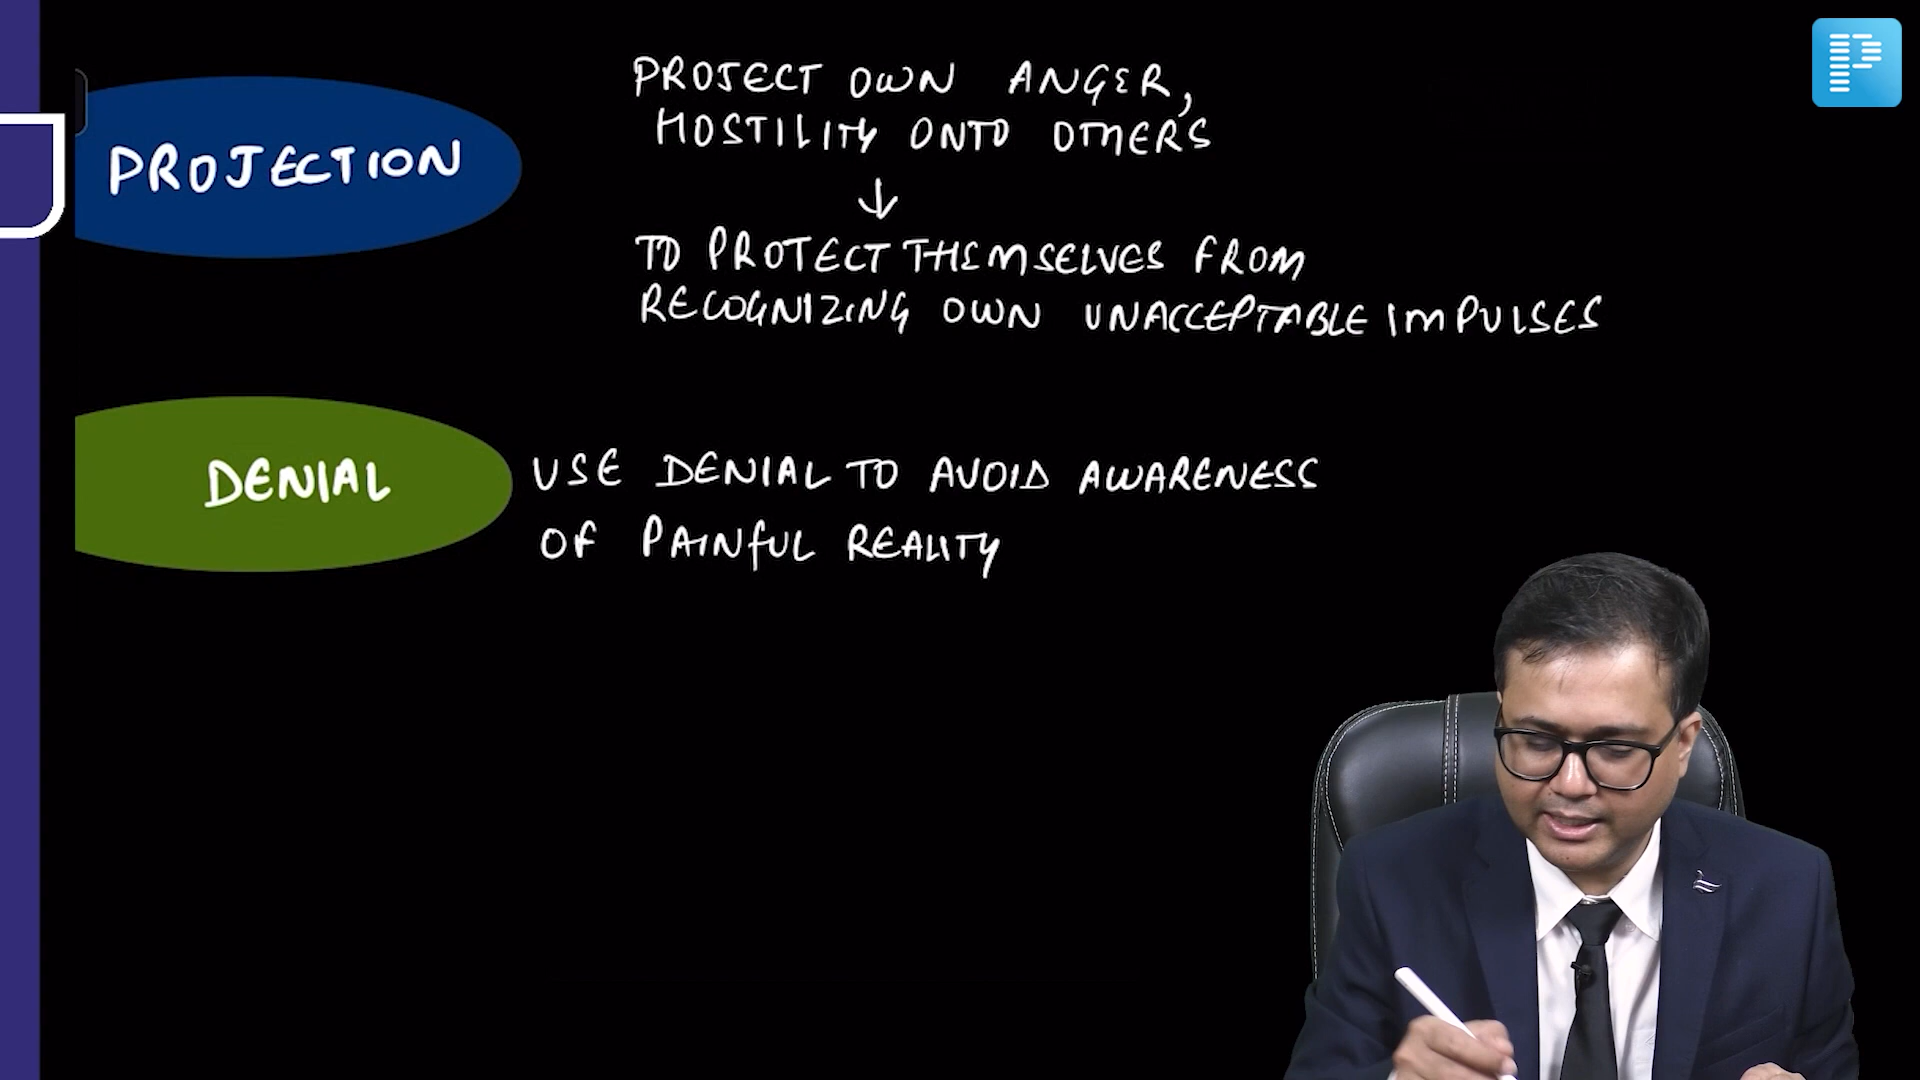 PROJECTION
PROJECT OWN ANGER,
HOSTILITY ONTO OTHERS
↓
TO PROTECT THEMSELVES FROM
RECOGNIZING OWN UNACCEPTABLE IMPULSES
DENIAL
USE DENIAL TO AVOID AWARENESS
OF PAINFUL REALITY